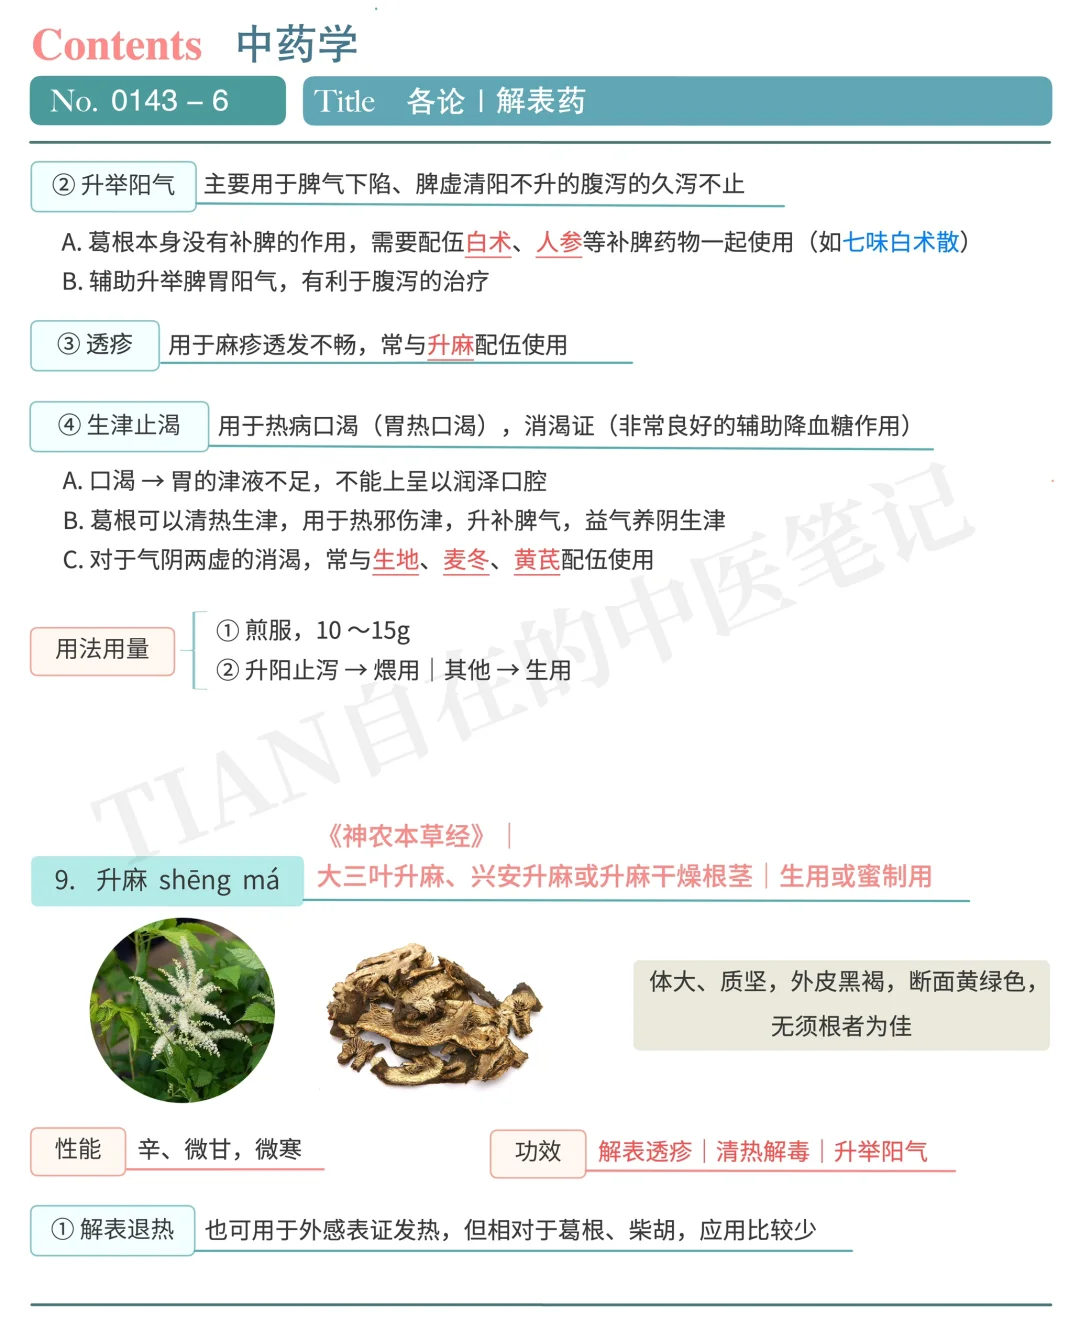 Contents 中药学
No. 0143 – 6
Title 各论 | 解表药
② 升举阳气 主要用于脾气下陷、脾虚清阳不升的腹泻的久泻不止
A. 葛根本身没有补脾的作用，需要配伍白术、人参等补脾药物一起使用（如七味白术散）
B. 辅助升举脾胃阳气，有利于腹泻的治疗
③ 透疹 用于麻疹透发不畅，常与升麻配伍使用
④ 生津止渴 用于热病口渴（胃热口渴），消渴证（非常良好的辅助降血糖作用）
A. 口渴 → 胃的津液不足，不能上呈以润泽口腔
B. 葛根可以清热生津，用于热邪伤津，升补脾气，益气养阴生津
C. 对于气阴两虚的消渴，常与生地、麦冬、黄芪配伍使用
用法用量
① 煎服，10 ～15g
② 升阳止泻 → 煨用｜其他 → 生用
TIAN自在的中医笔记
《神农本草经》｜
9. 升麻 shēng má
大三叶升麻、兴安升麻或升麻干燥根茎｜生用或蜜制用
体大、质坚，外皮黑褐，断面黄绿色，
无须根者为佳
性能 辛、微甘，微寒
功效 解表透疹｜清热解毒｜升举阳气
① 解表退热 也可用于外感表证发热，但相对于葛根、柴胡，应用比较少